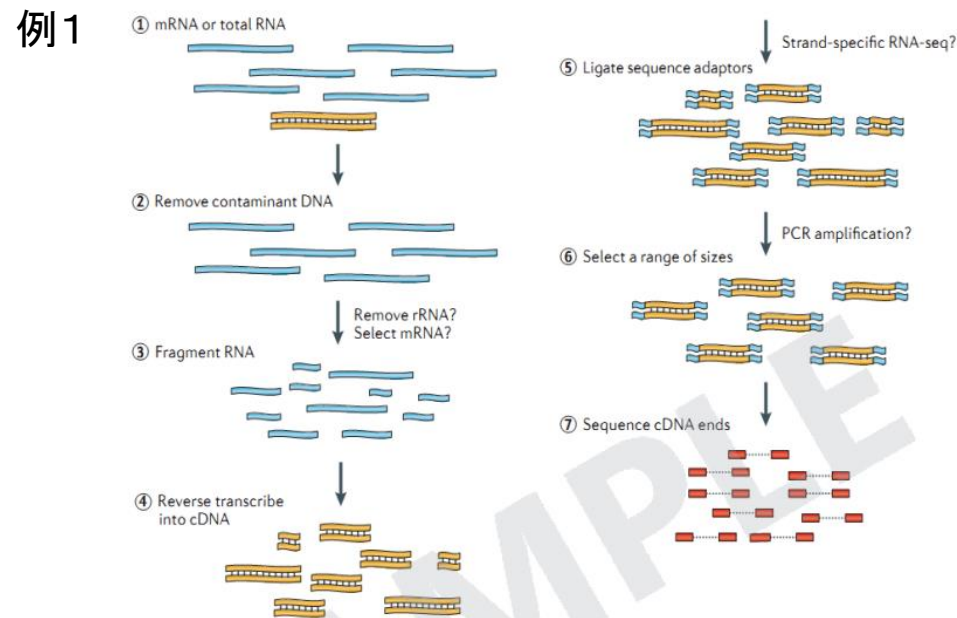 例1
① mRNA or total RNA
② Remove contaminant DNA
Remove rRNA?
Select mRNA?
③ Fragment RNA
④ Reverse transcribe
into cDNA
Strand-specific RNA-seq?
⑤ Ligate sequence adaptors
PCR amplification?
⑥ Select a range of sizes
⑦ Sequence cDNA ends
SAMPLE